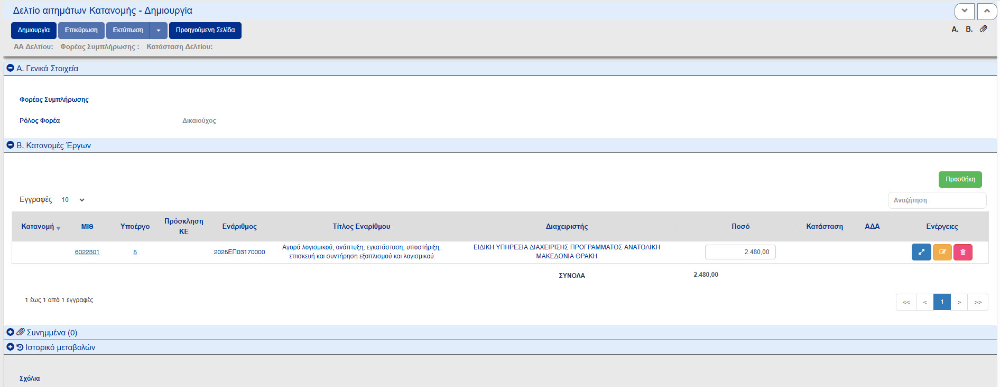 Δελτίο αιτημάτων Κατανομής - Δημιουργία
Δημιουργία Επικύρωση Εκτύπωση Προηγούμενη Σελίδα A. B.
ΑΑ Δελτίου: Φορέας Συμπλήρωσης : Κατάσταση Δελτίου:
Α. Γενικά Στοιχεία
Φορέας Συμπλήρωσης
Ρόλος Φορέα Δικαιούχος
Β. Κατανομές Έργων
Προσθήκη
Εγγραφές 10 Αναζήτηση
Κατανομή MIS Υποέργο Πρόσκληση ΚΕ Ενάριθμος Τίτλος Εναρίθμου Διαχειριστής Ποσό Κατάσταση ΑΔΑ Ενέργειες
6022301 5 2025ΕΠ03170000 Αγορά λογισμικού, ανάπτυξη, εγκατάσταση, υποστήριξη, ΕΙΔΙΚΗ ΥΠΗΡΕΣΙΑ ΔΙΑΧΕΙΡΙΣΗΣ ΠΡΟΓΡΑΜΜΑΤΟΣ ΑΝΑΤΟΛΙΚΗ 2.480,00
επισκευή και συντήρηση εξοπλισμού και λογισμικού ΜΑΚΕΔΟΝΙΑ ΘΡΑΚΗ
ΣΥΝΟΛΑ 2.480,00
1 έως 1 από 1 εγγραφές << < 1 > >>
Συνημμένα (0)
Ιστορικό μεταβολών
Σχόλια